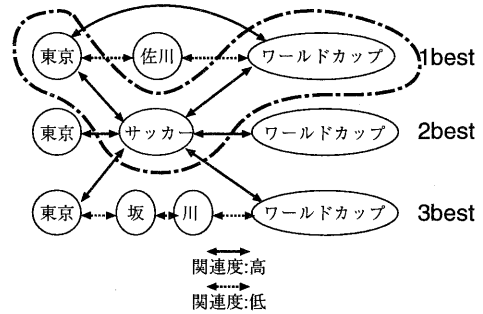 東京 佐川 ワールドカップ 1best
東京 サッカー ワールドカップ 2best
東京 坂 川 ワールドカップ 3best
関連度:高
関連度:低